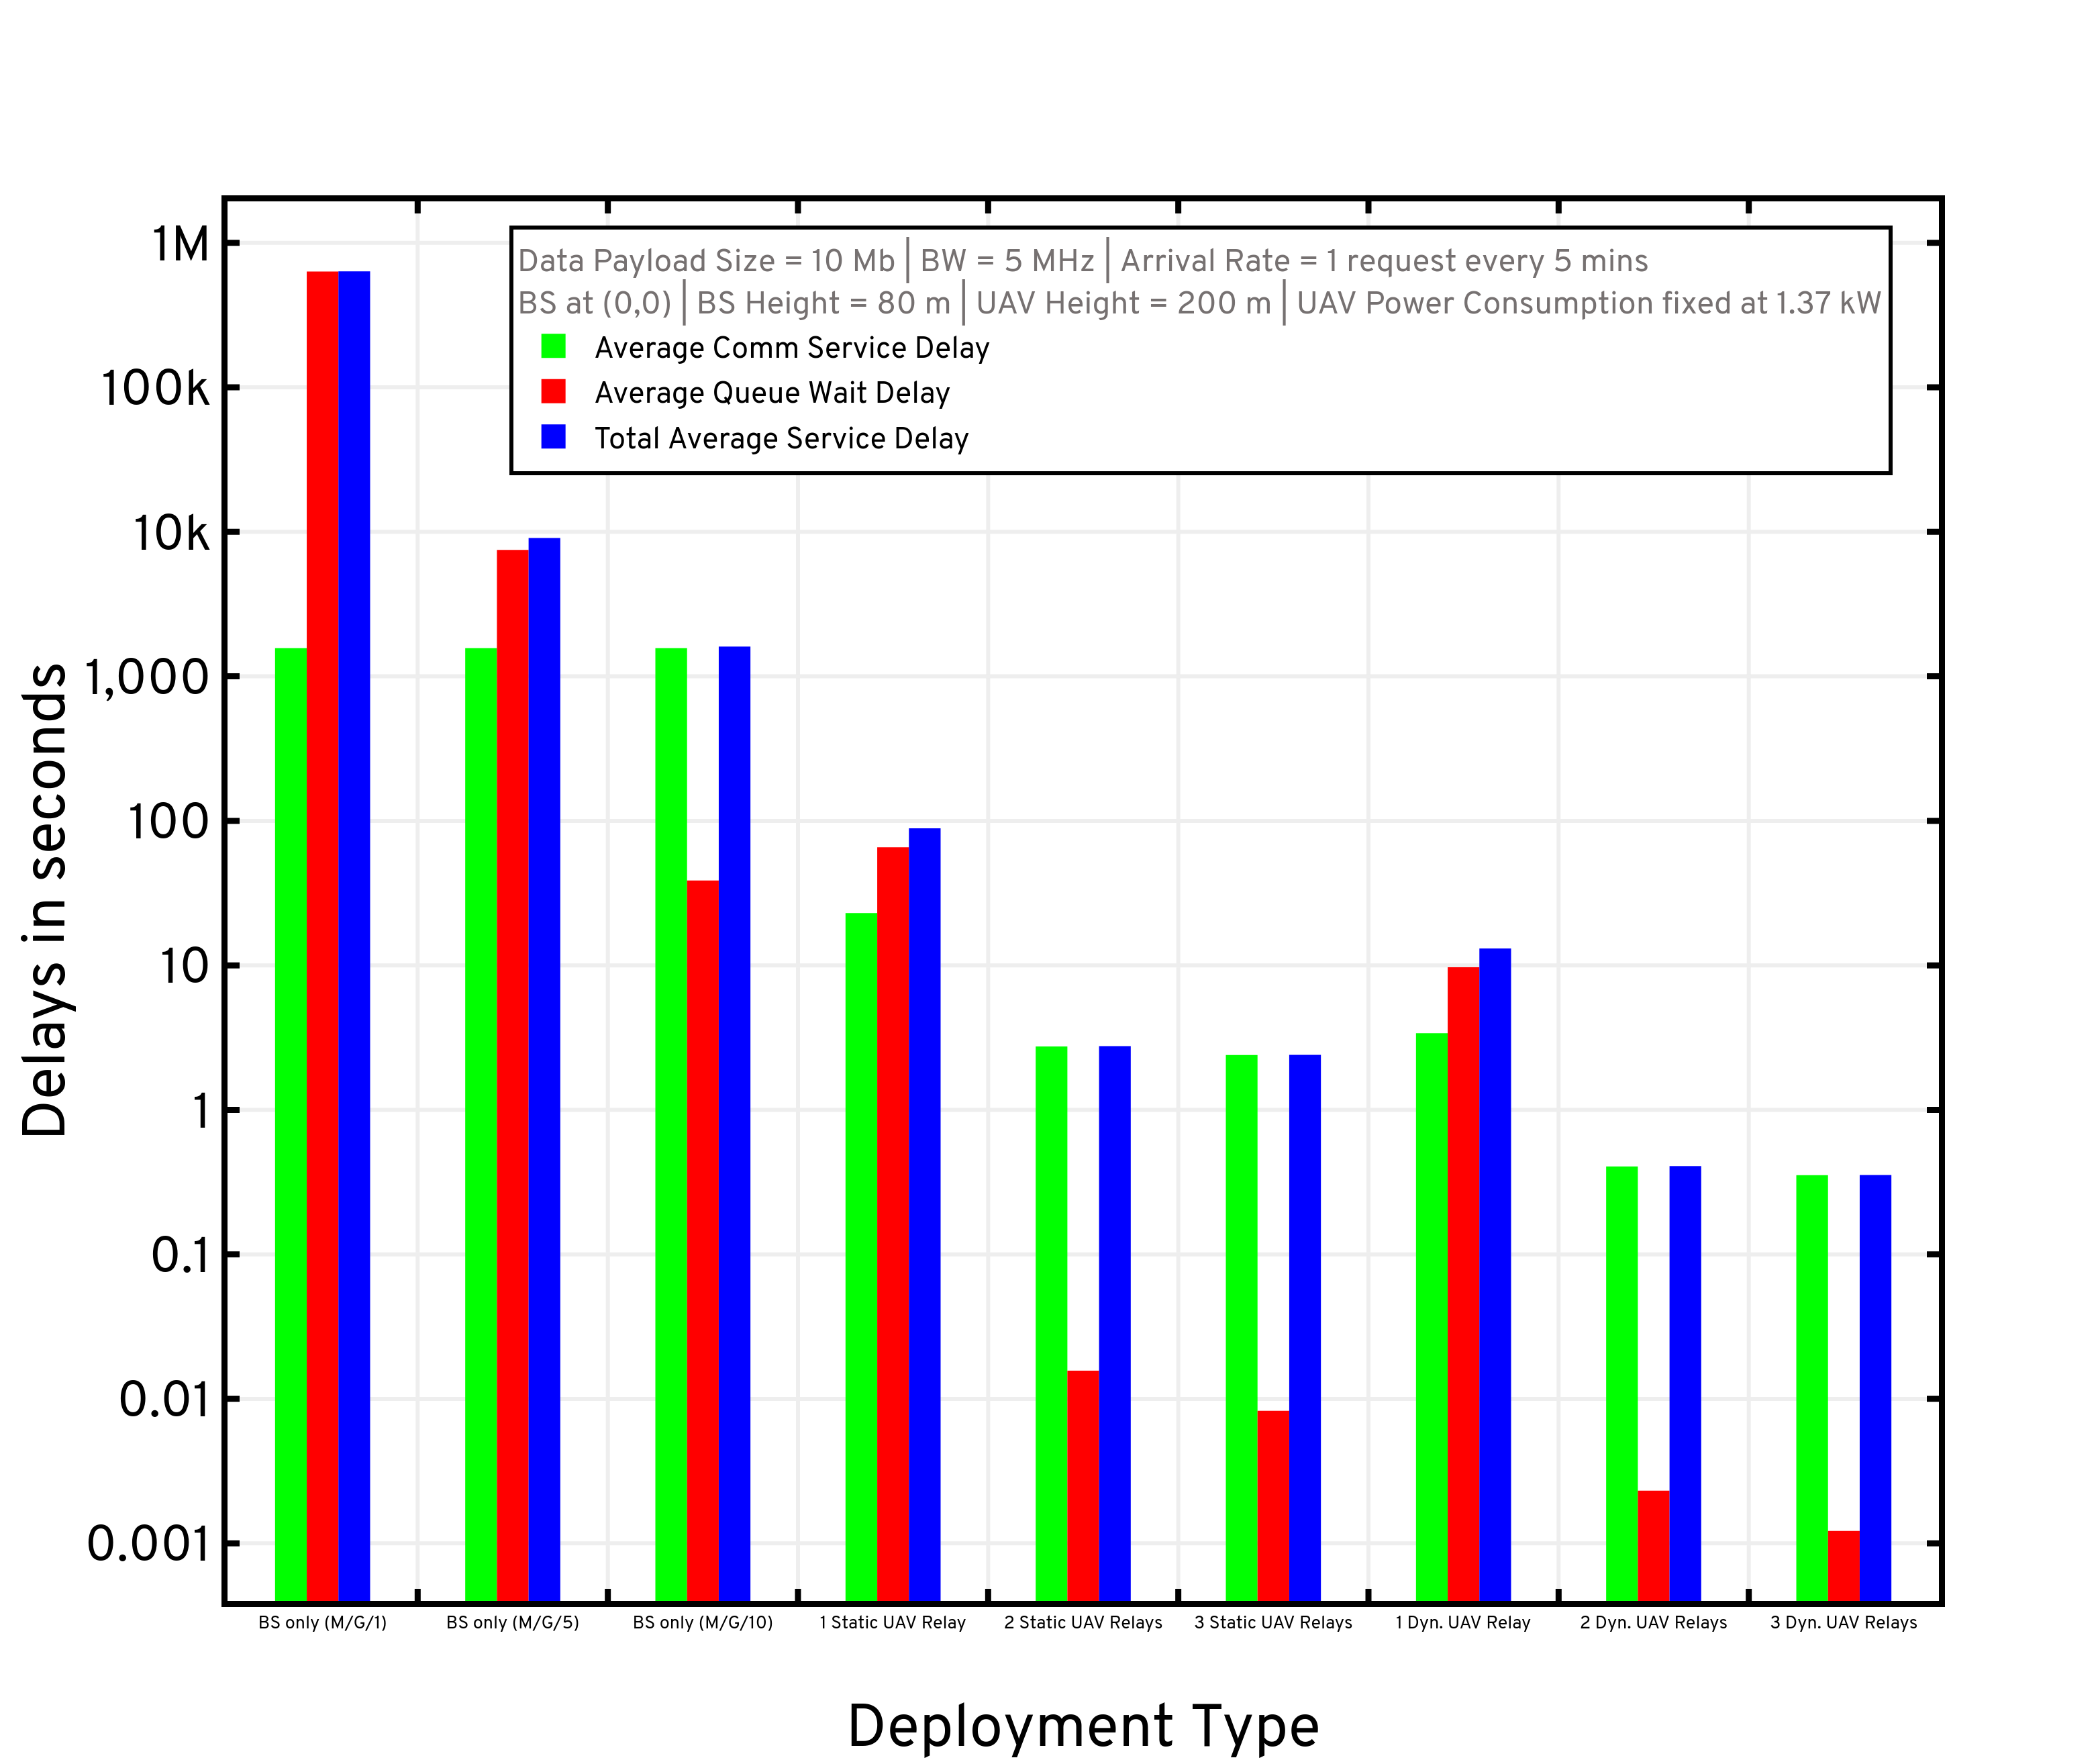 Data Payload Size = 10 Mb | BW = 5 MHz | Arrival Rate = 1 request every 5 mins
BS at (0,0) | BS Height = 80 m | UAV Height = 200 m | UAV Power Consumption fixed at 1.37 kW
Average Comm Service Delay
Average Queue Wait Delay
Total Average Service Delay
Delays in seconds
1M
100k
10k
1,000
100
10
1
0.1
0.01
0.001
BS only (M/G/1)
BS only (M/G/5)
BS only (M/G/10)
1 Static UAV Relay
2 Static UAV Relays
3 Static UAV Relays
1 Dyn. UAV Relay
2 Dyn. UAV Relays
3 Dyn. UAV Relays
Deployment Type